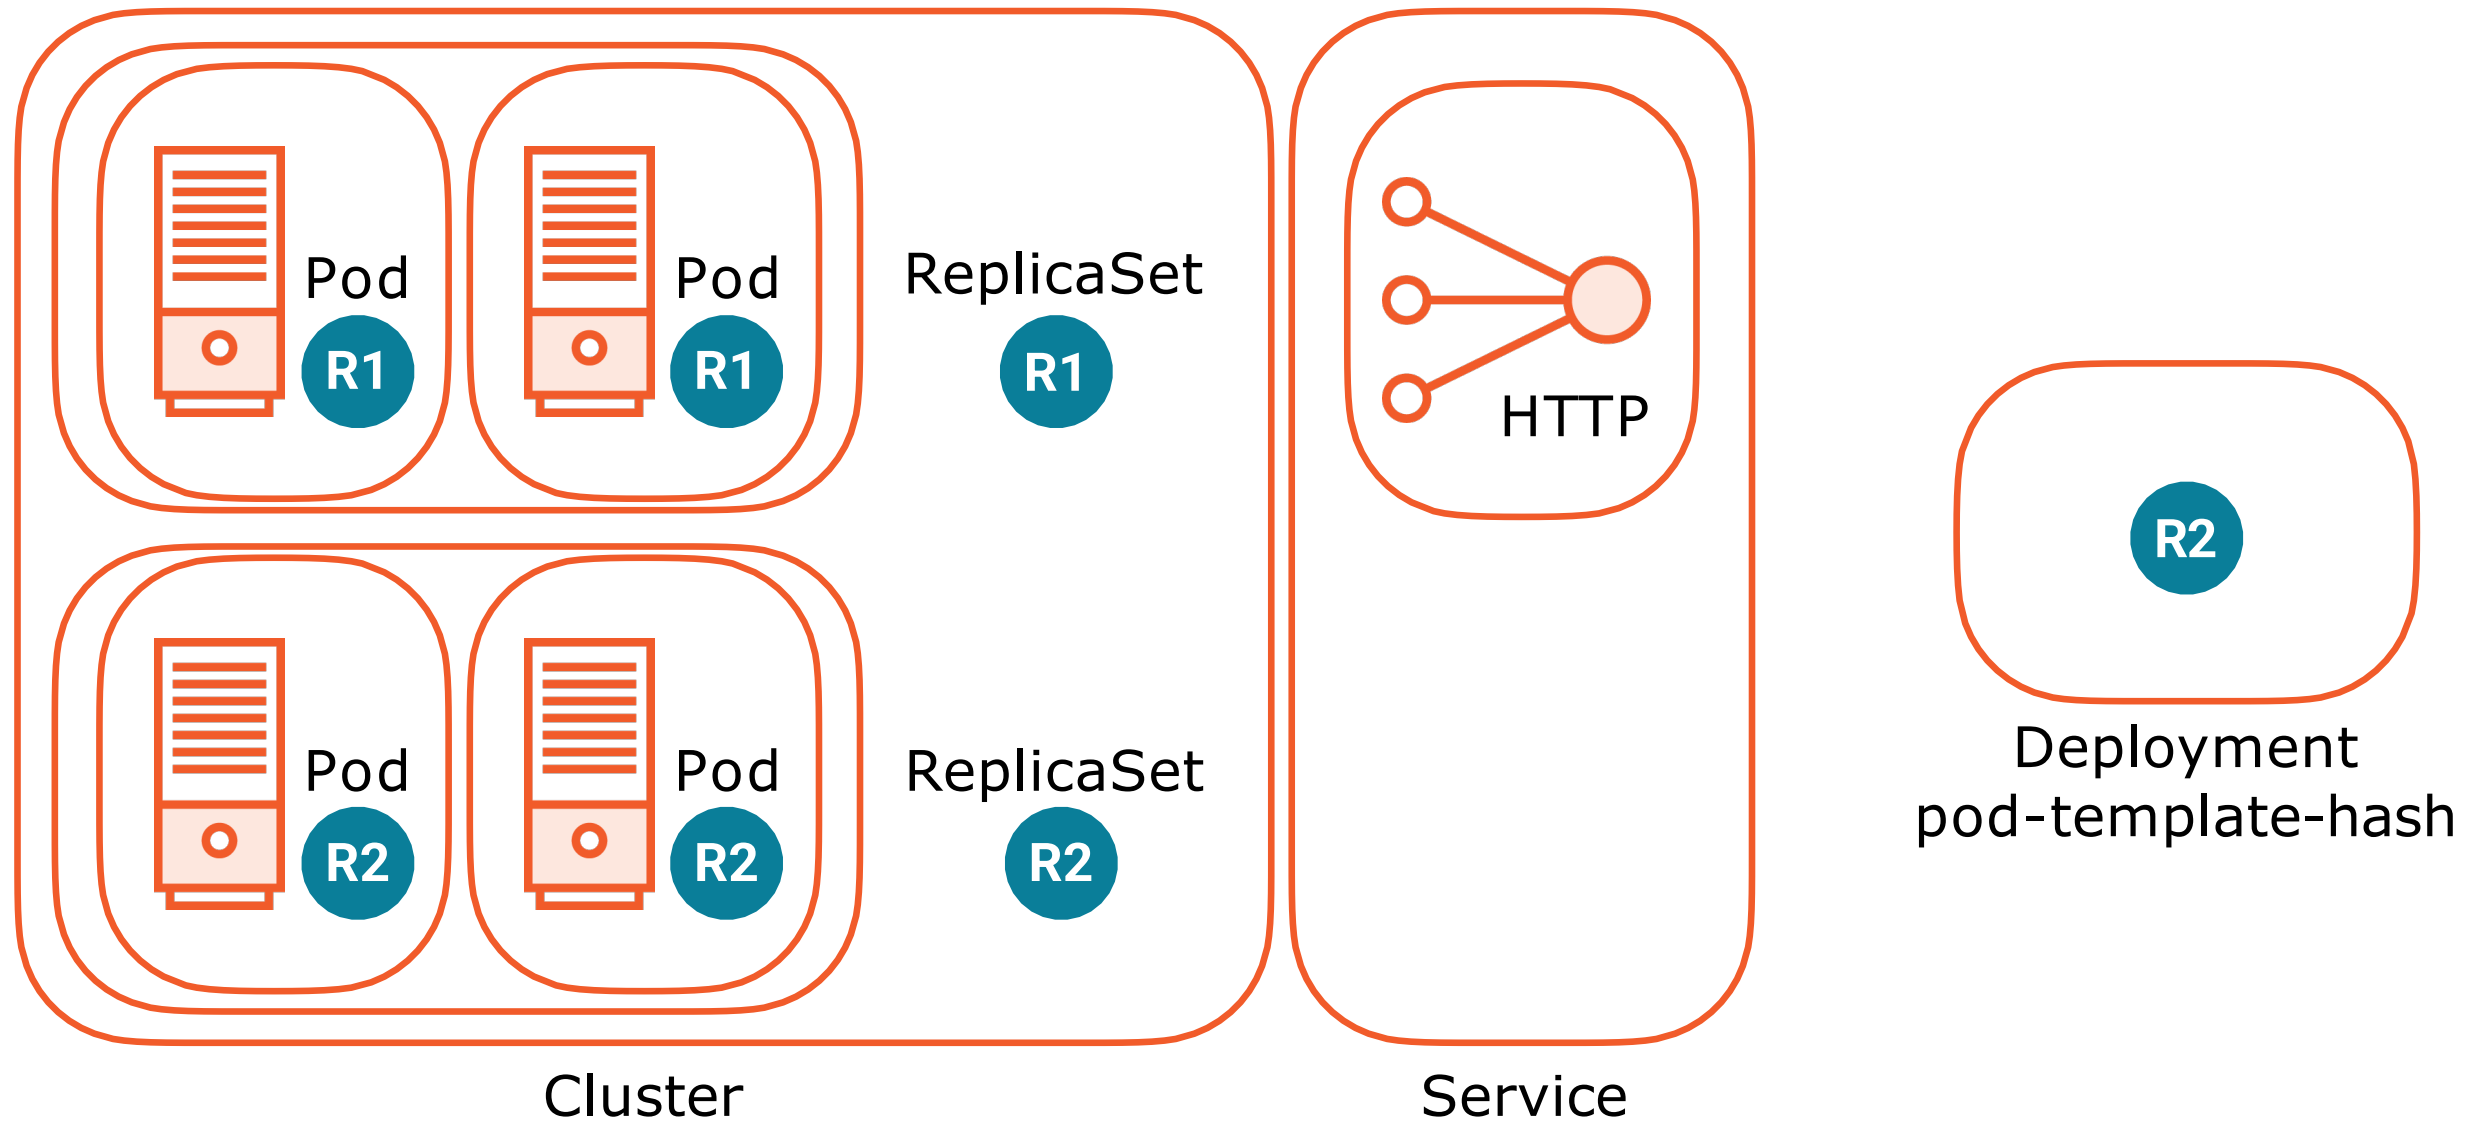 Pod
R1
Pod
R1
ReplicaSet
R1
HTTP
Pod
R2
Pod
R2
ReplicaSet
R2
R2
Deployment
pod-template-hash
Cluster
Service